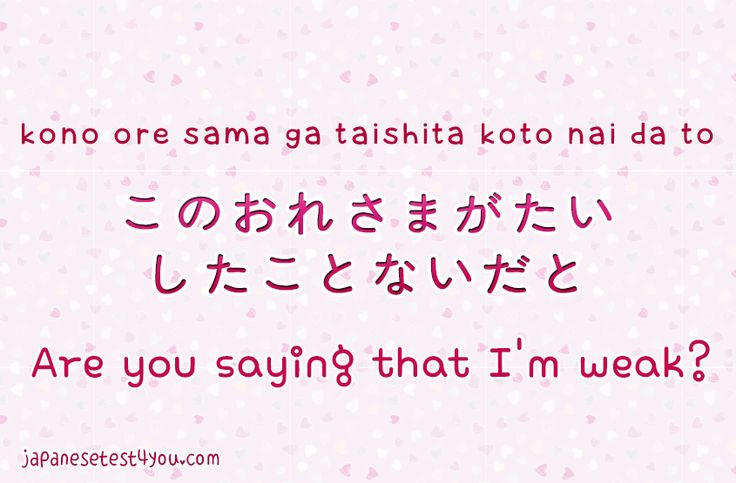 kono ore sama ga taishita koto nai da to
このおれさまがたい
したことないだと
Are you saying that I'm weak?
japanesetest4you.com